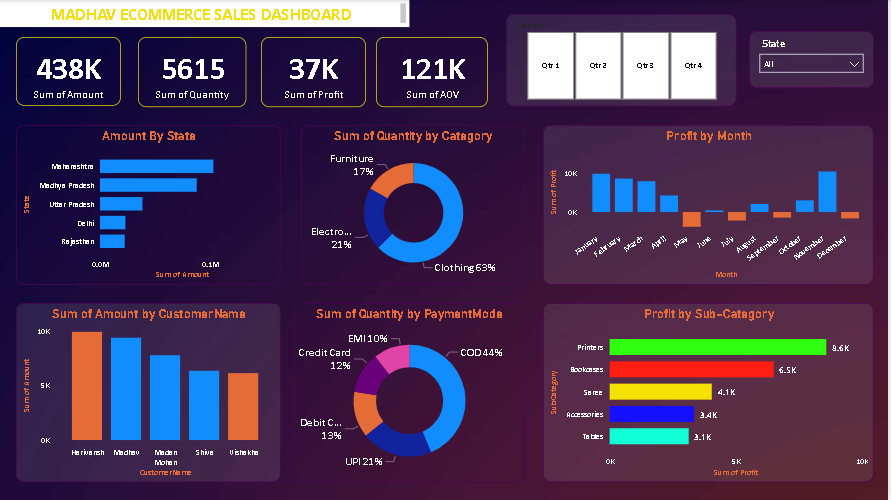 MADHAV ECOMMERCE SALES DASHBOARD
438K
Sum of Amount
5615
Sum of Quantity
37K
Sum of Profit
121K
Sum of AOV
Qtr 1
Qtr 2
Qtr 3
Qtr 4
State
All
Amount By State
State
Maharashtra
Madhya Pradesh
Uttar Pradesh
Delhi
Rajasthan
0.0M
0.1M
Sum of Amount
Sum of Quantity by Category
Furniture
17%
Electro...
21%
Clothing 63%
Profit by Month
Sum of Profit
10K
0K
January
February
March
April
May
June
July
August
September
October
November
December
Month
Sum of Amount by CustomerName
Sum of Amount
10K
5K
0K
Harivansh
Madhav
Madan
Mohan
Shiva
Vishakha
CustomerName
Sum of Quantity by PaymentMode
EMI 10%
Credit Card
12%
Debit C...
13%
UPI 21%
COD 44%
Profit by Sub-Category
Sub-Category
Printers
8.6K
Bookcases
6.5K
Saree
4.1K
Accessories
3.4K
Tables
3.1K
0K
5K
10K
Sum of Profit